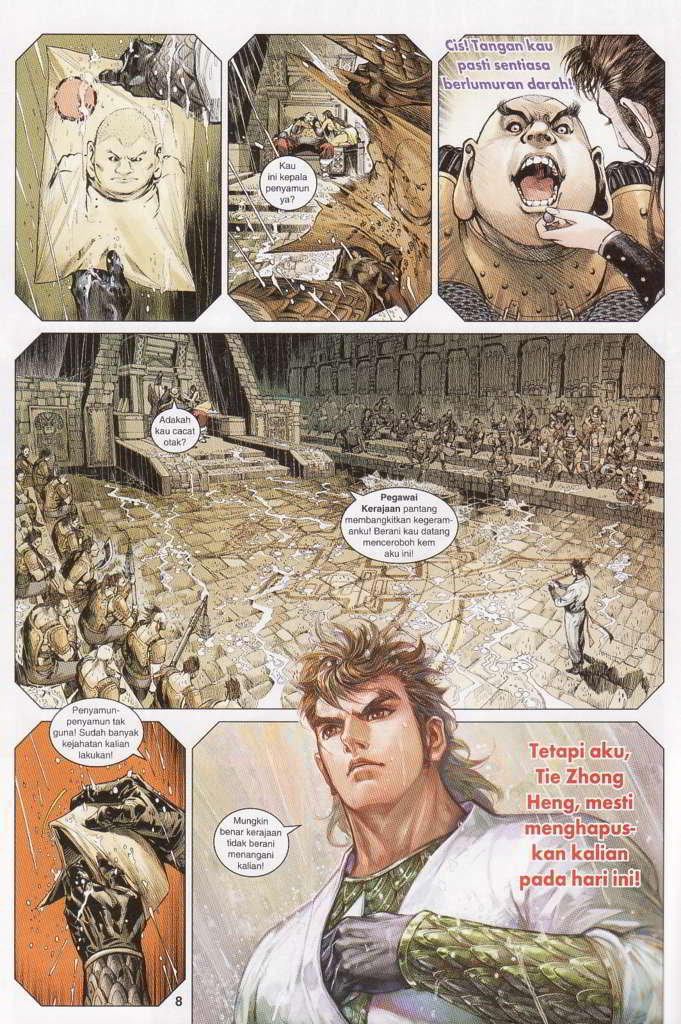 Kau
ini kepala
penyamun
ya?
Cis! Tangan kau
pasti sentiasa
berlumuran darah!
Adakah
kau cacat
otak?
Pegawai
Kerajaan pantang
membangkitkan kegeram-
anku! Berani kau datang
menceroboh kem
aku ini!
Penyamun-
penyamun tak
guna! Sudah banyak
kejahatan kalian
lakukan!
Mungkin
benar kerajaan
tidak berani
menangani
kalian!
Tetapi aku,
Tie Zhong
Heng, mesti
menghapus-
kan kalian
pada hari ini!
8